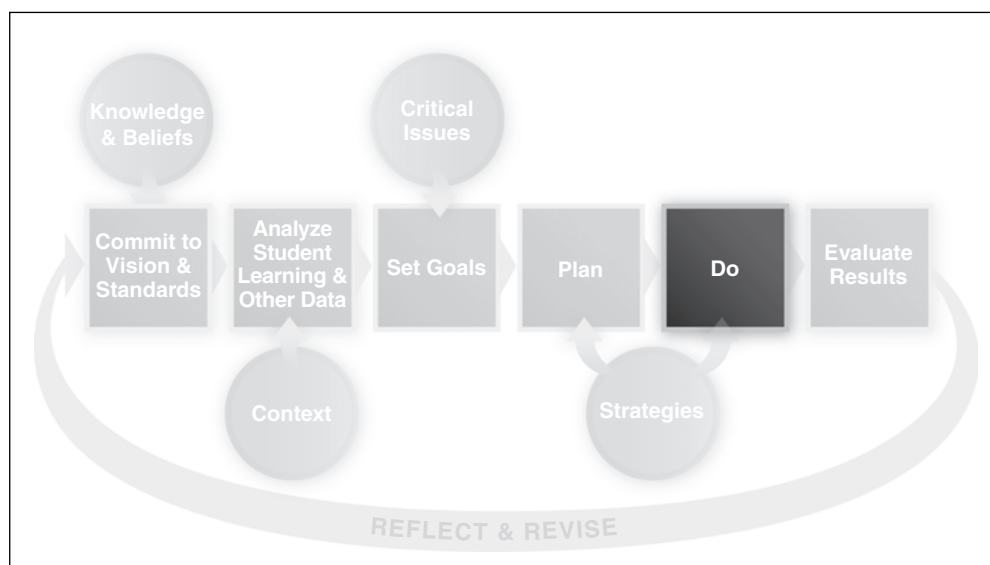 Knowledge
& Beliefs
Critical
Issues
Commit to
Vision &
Standards
Analyze
Student
Learning &
Other Data
Set Goals
Plan
Do
Evaluate
Results
Context
Strategies
REFLECT & REVISE